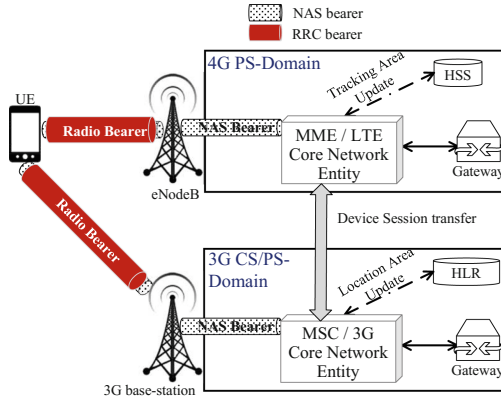 NAS bearer
RRC bearer
4G PS-Domain
Tracking Area
Update
HSS
UE
Radio Bearer
NAS Bearer
MME / LTE
Core Network
Entity
Gateway
eNodeB
Radio Bearer
Device Session transfer
3G CS/PS-
Domain
Location Area
Update
HLR
NAS Bearer
MSC / 3G
Core Network
Entity
Gateway
3G base-station